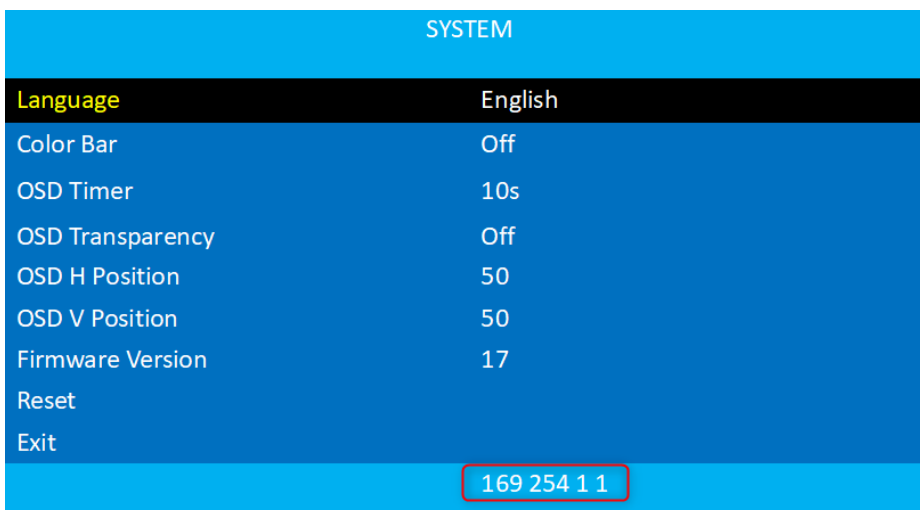 SYSTEM
Language English
Color Bar Off
OSD Timer 10s
OSD Transparency Off
OSD H Position 50
OSD V Position 50
Firmware Version 17
Reset
Exit
169 254 1 1